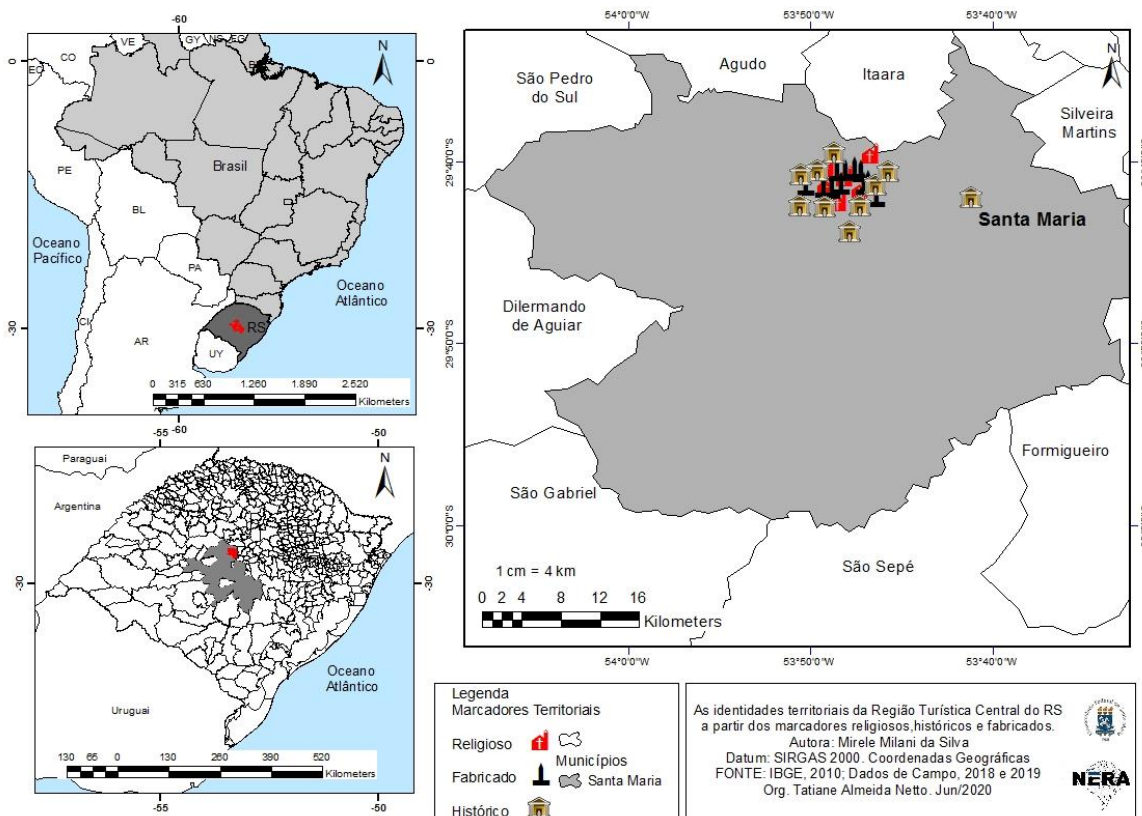 -60
VE
GY
CO
EC
N
0
0
PE
Brasil
BL
Oceano
Pacífico
PA
Oceano
Atlântico
CI
-30
RS
-30
AR
UY
0 315 630 1.260 1.890 2.520
Kilometers
-60
-55
-50
Paraguai
N
Argentina
-30
-30
Oceano
Atlântico
Uruguai
130 65 0 130 260 390 520
Kilometers
-55
-50
54°0'0"W
53°50'0"W
53°40'0"W
Agudo
N
São Pedro
do Sul
Itaara
Silveira
Martins
29°40'0"S
Santa Maria
Dilermando
de Aguiar
29°50'0"S
Formigueiro
São Gabriel
30°0'0"S
São Sepé
1 cm = 4 km
0 2 4 8 12 16
Kilometers
54°0'0"W
53°50'0"W
53°40'0"W
Legenda
Marcadores Territoriais
Religioso
Municípios
Fabricado
Santa Maria
Histórico
As identidades territoriais da Região Turística Central do RS
a partir dos marcadores religiosos,históricos e fabricados.
Autora: Mirele Milani da Silva
Datum: SIRGAS 2000. Coordenadas Geográficas
FONTE: IBGE, 2010; Dados de Campo, 2018 e 2019
Org. Tatiane Almeida Netto. Jun/2020
NERA